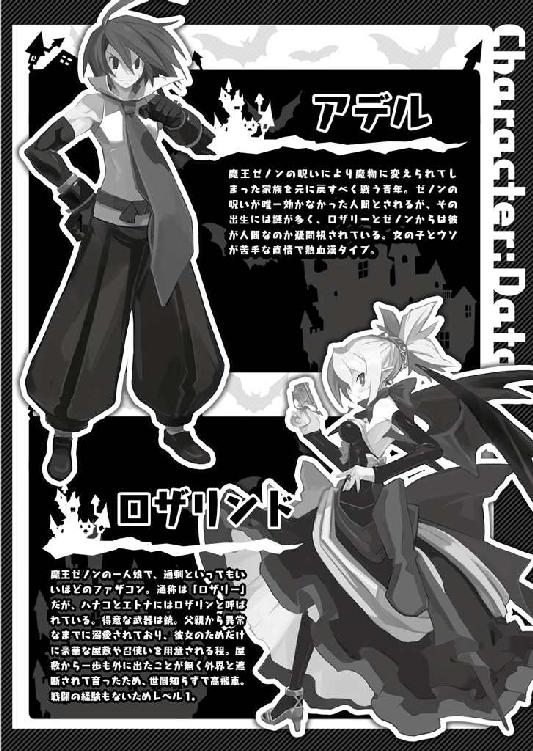 Character:Data
アデル
魔王ゼノンの呪いにより魔物に変えられてし
まった家族を元に戻すべく戦う青年。ゼノンの
呪いが唯一効かなかった人間とされるが、その
出生には謎が多く、ロザリーとゼノンからは彼
が人間なのか疑問視されている。女の子とウソ
が苦手な直情で熱血漢タイプ。
ロザリンド
魔王ゼノンの一人娘で、過剰といってもい
いほどのファザコン。通称は「ロザリー」
だが、ハナコとエトナにはロザリンと呼ば
れている。得意な武器は銃。父親から異常
なまでに溺愛されており、彼女のためだけ
に豪華な屋敷や召使いを用意される程。屋
敷から一歩も外に出たことが無く外界と遮
断されて育ったため、世間知らずで高飛車。
戦闘の経験もないためレベル1。